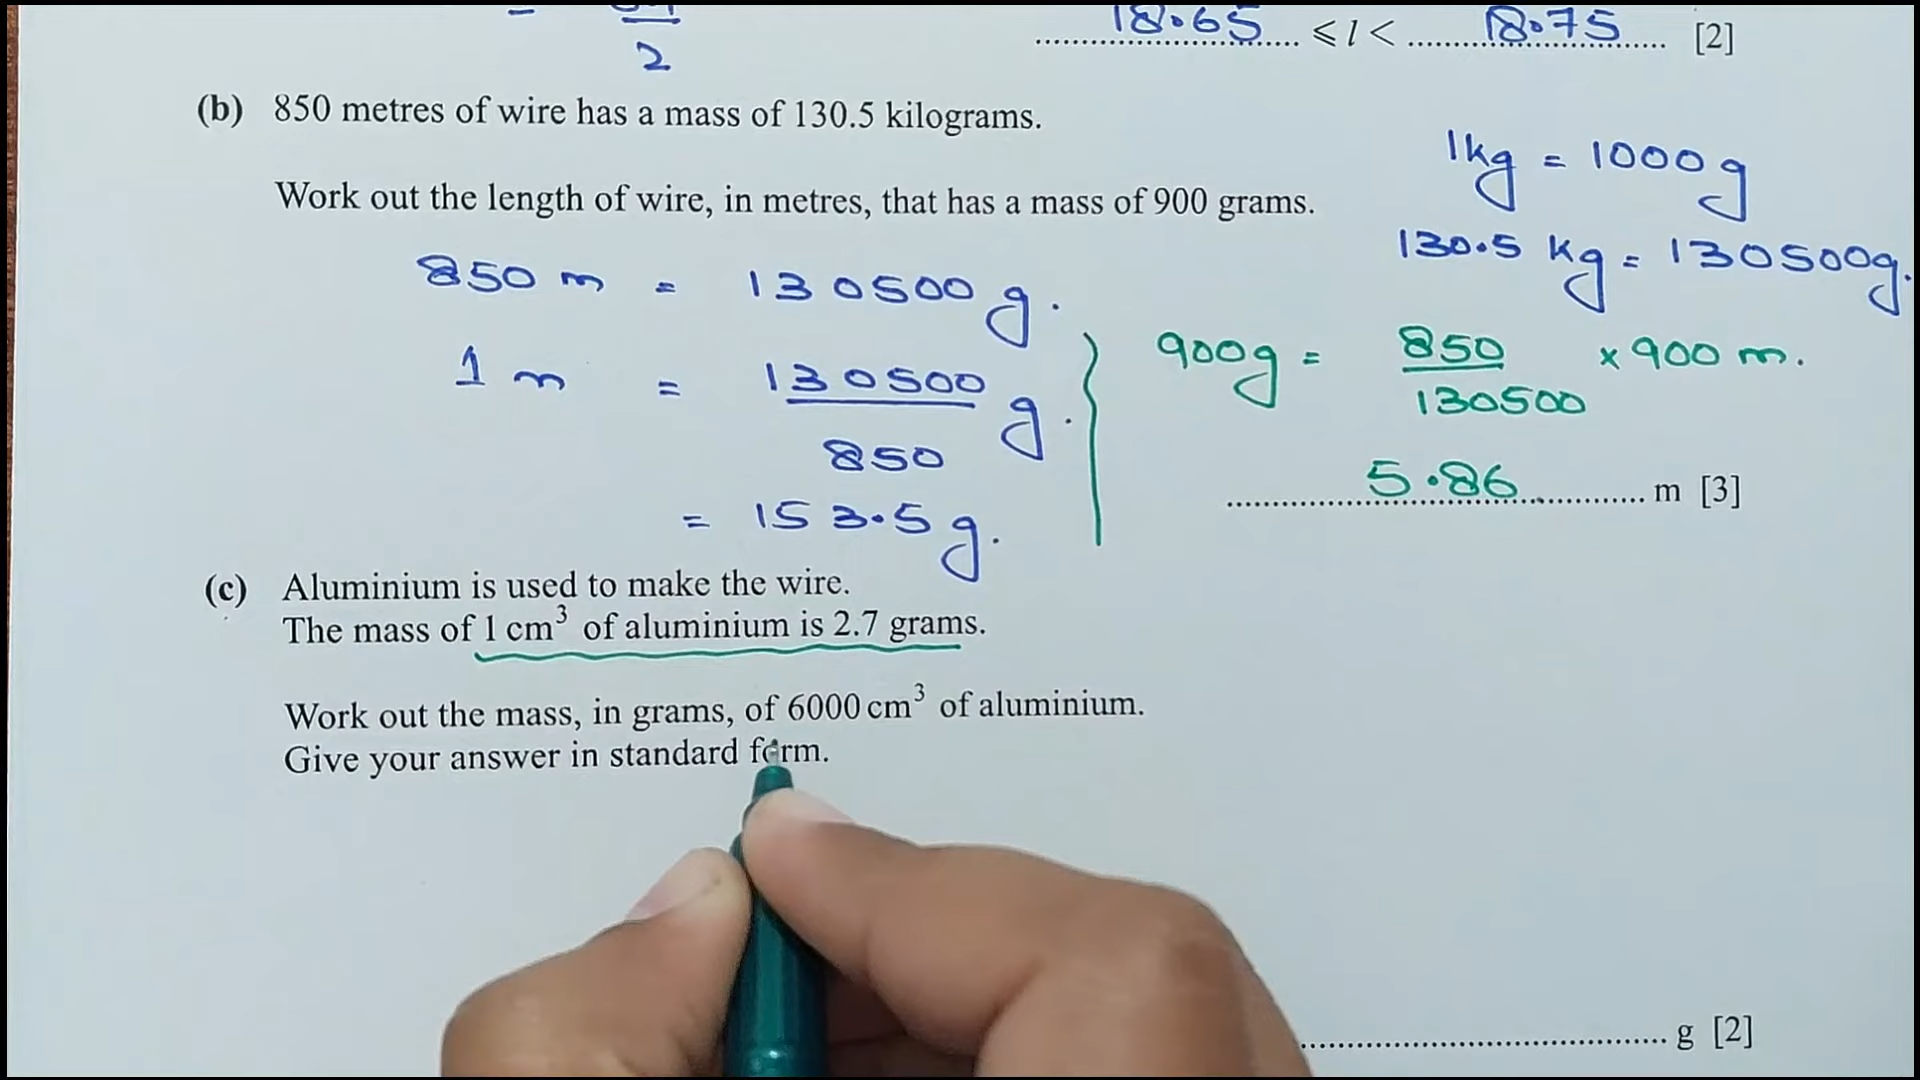 18.65 ≤ l < 18.75 [2]
= 2
(b) 850 metres of wire has a mass of 130.5 kilograms.
1kg = 1000g
Work out the length of wire, in metres, that has a mass of 900 grams.
130.5 kg = 130500g.
850 m = 130500 g.
900g = 850/130500 × 900 m.
1 m = 130500/850 g.
5.86 m [3]
= 153.5 g.
(c) Aluminium is used to make the wire.
The mass of 1 cm³ of aluminium is 2.7 grams.
Work out the mass, in grams, of 6000 cm³ of aluminium.
Give your answer in standard form.
g [2]